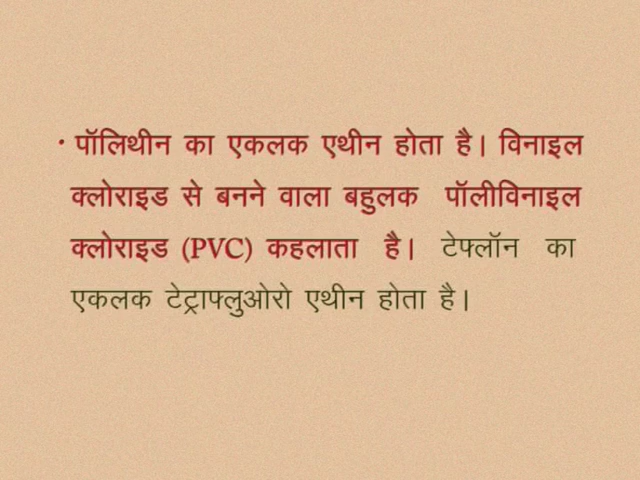 • पॉलिथीन का एकलक एथीन होता है। विनाइल
क्लोराइड से बनने वाला बहुलक पॉलीविनाइल
क्लोराइड (PVC) कहलाता है। टेफ्लॉन का
एकलक टेट्राफ्लुओरो एथीन होता है।